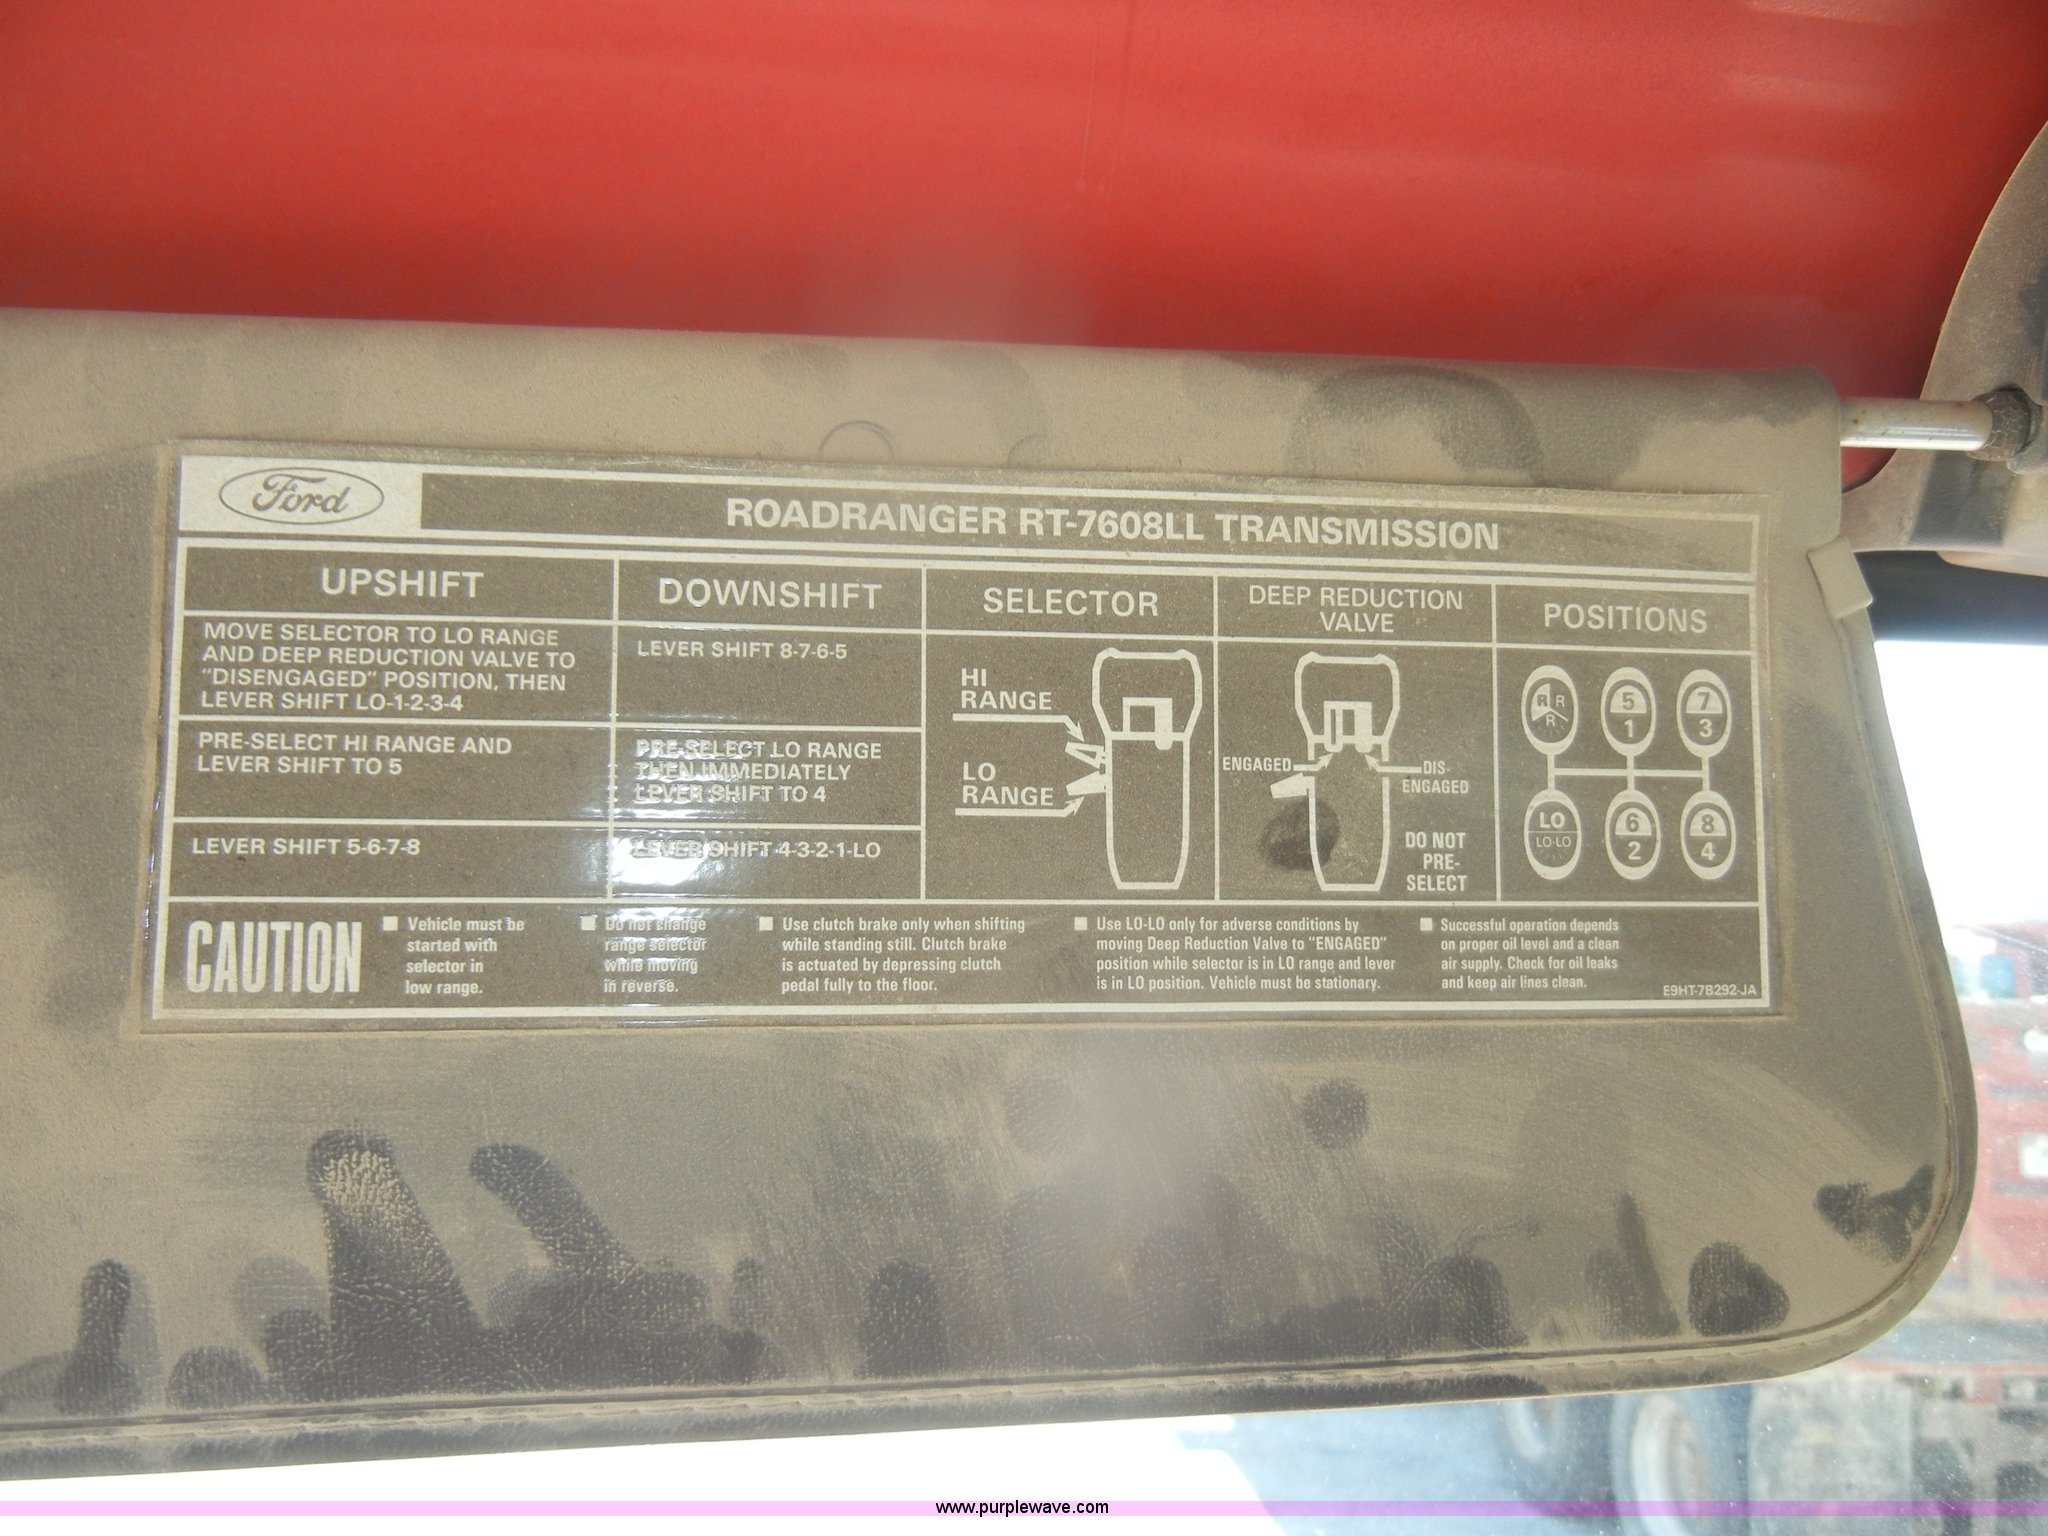 Ford
ROADRANGER RT-7608LL TRANSMISSION
UPSHIFT
MOVE SELECTOR TO LO RANGE
AND DEEP REDUCTION VALVE TO
"DISENGAGED" POSITION, THEN
LEVER SHIFT LO-1-2-3-4
PRE-SELECT HI RANGE AND
LEVER SHIFT TO 5
LEVER SHIFT 5-6-7-8
DOWNSHIFT
LEVER SHIFT 8-7-6-5
PRE-SELECT LO RANGE
THEN IMMEDIATELY
LEVER SHIFT TO 4
LEVER SHIFT 4-3-2-1-LO
SELECTOR
HI
RANGE
LO
RANGE
DEEP REDUCTION
VALVE
ENGAGED
DIS-
ENGAGED
DO NOT
PRE-
SELECT
POSITIONS
R R
R
5
1
7
3
LO
LO-LO
6
2
8
4
CAUTION
Vehicle must be
started with
selector in
low range.
Do not change
range selector
while moving
in reverse.
Use clutch brake only when shifting
while standing still. Clutch brake
is actuated by depressing clutch
pedal fully to the floor.
Use LO-LO only for adverse conditions by
moving Deep Reduction Valve to "ENGAGED"
position while selector is in LO range and lever
is in LO position. Vehicle must be stationary.
Successful operation depends
on proper oil level and a clean
air supply. Check for oil leaks
and keep air lines clean.
E9HT-7B292-JA
www.purplewave.com